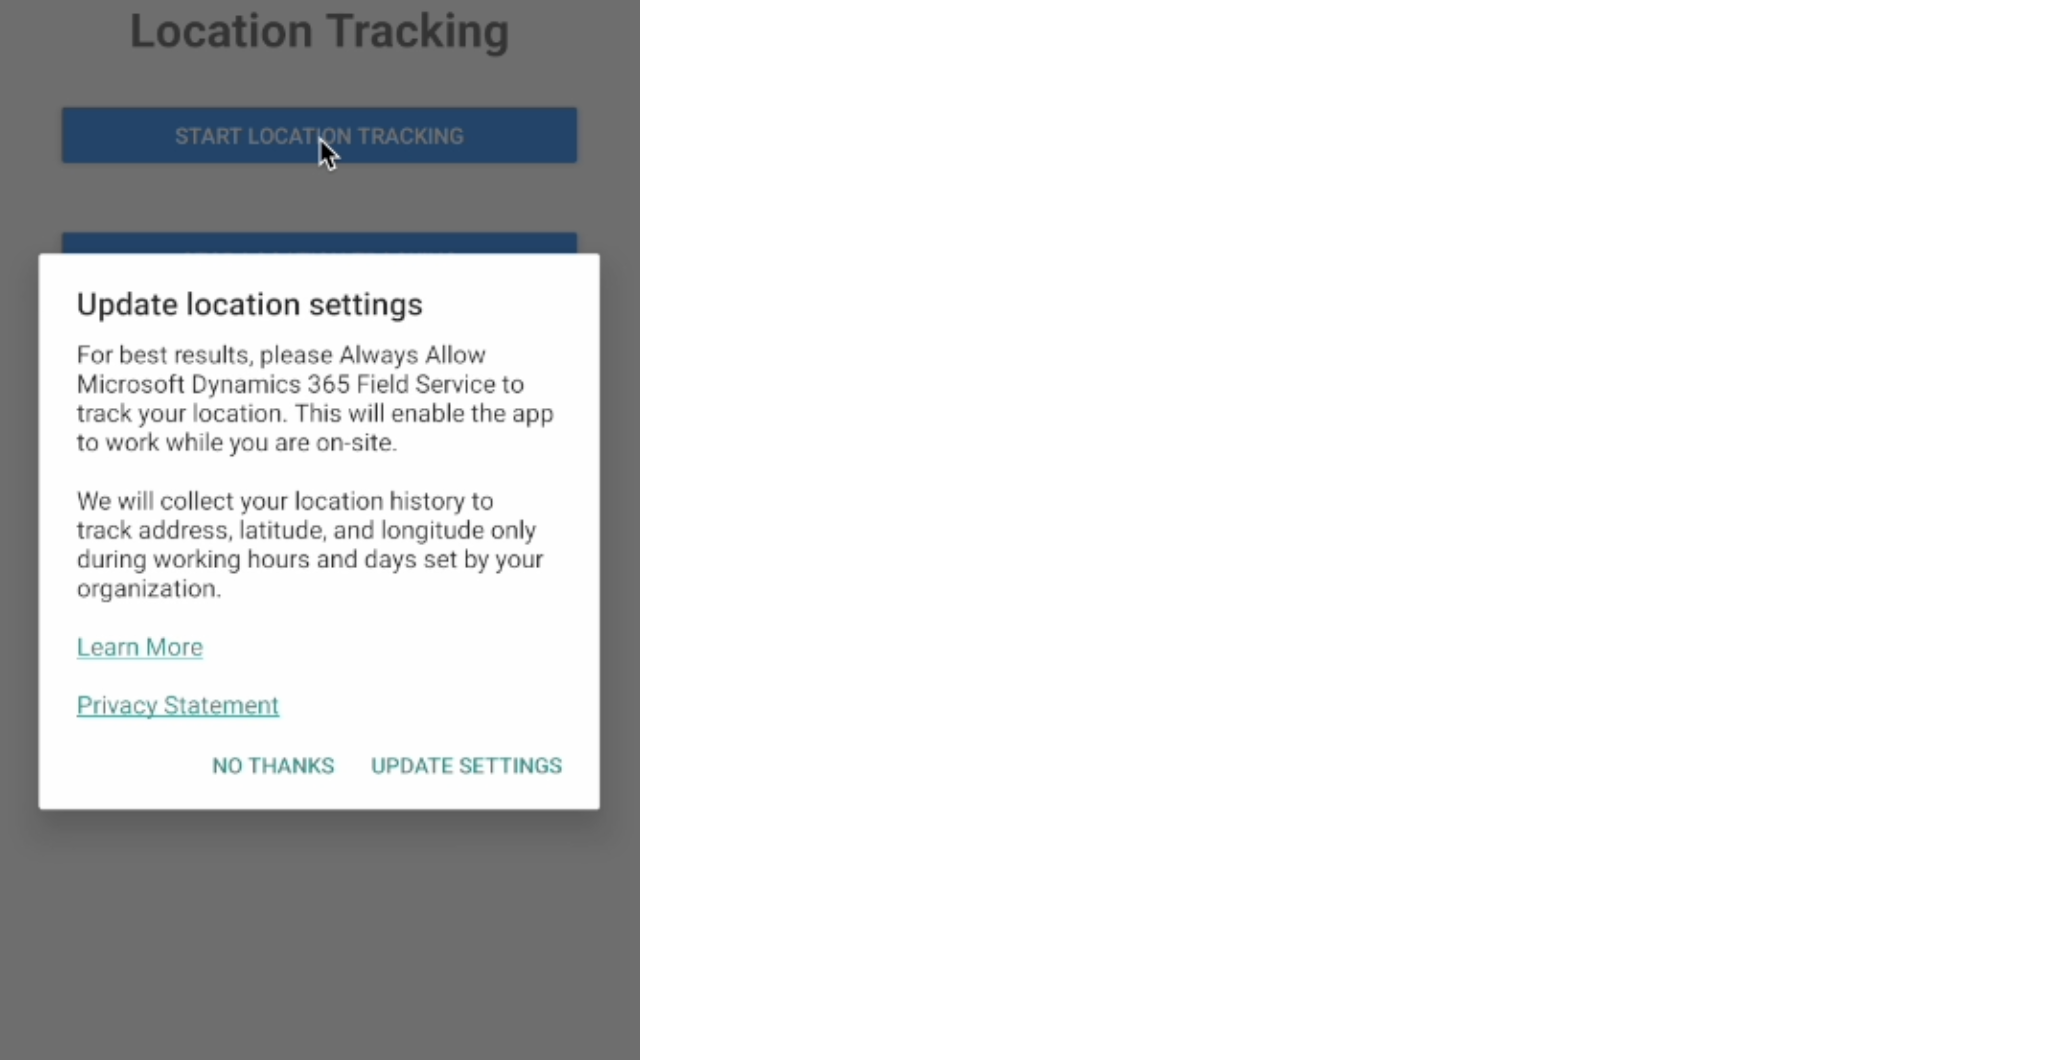 Location Tracking
START LOCATION TRACKING
Update location settings
For best results, please Always Allow
Microsoft Dynamics 365 Field Service to
track your location. This will enable the app
to work while you are on-site.
We will collect your location history to
track address, latitude, and longitude only
during working hours and days set by your
organization.
Learn More
Privacy Statement
NO THANKS
UPDATE SETTINGS